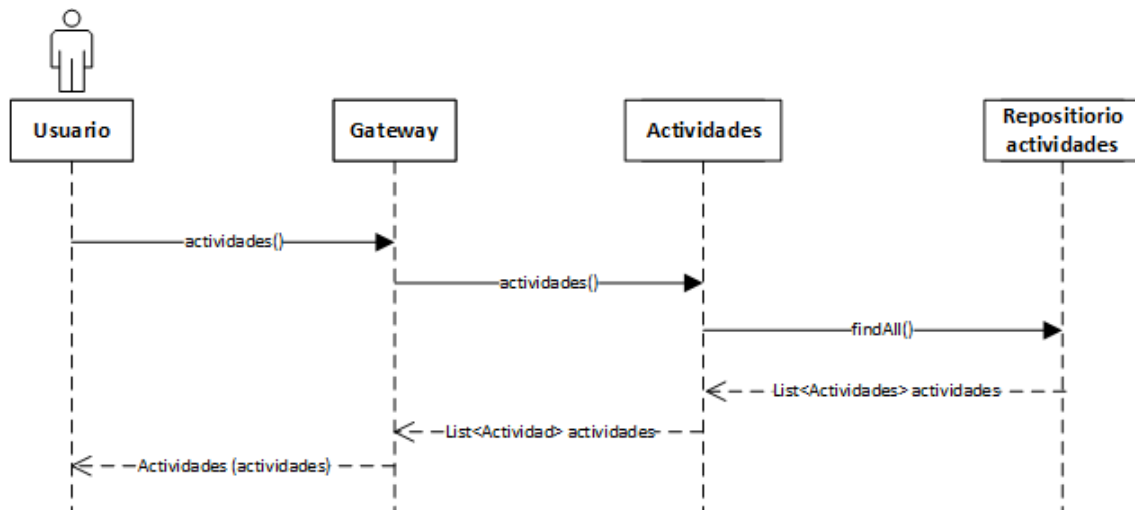 Usuario
Gateway
Actividades
Repositiorio
actividades
actividades()
actividades()
findAll()
List<Actividades> actividades
List<Actividad> actividades
Actividades (actividades)